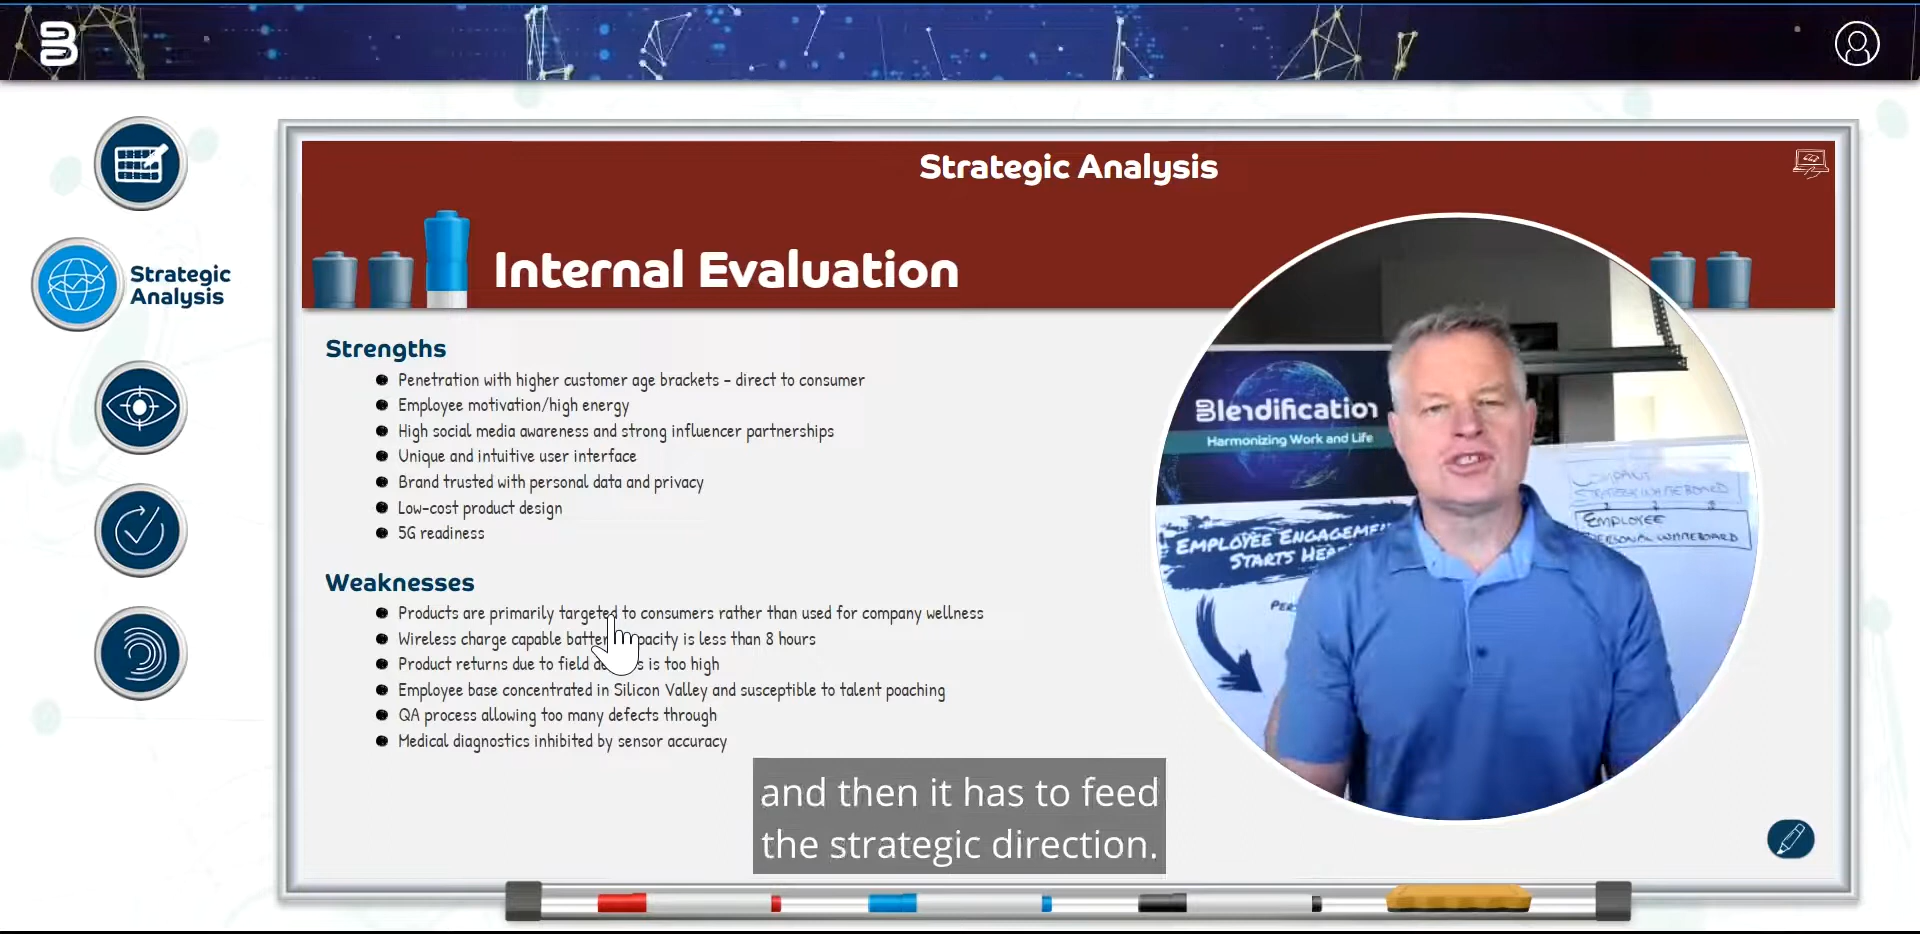 Strategic Analysis
Strategic
Analysis
Internal Evaluation
Strengths
Penetration with higher customer age brackets - direct to consumer
Employee motivation/high energy
High social media awareness and strong influencer partnerships
Unique and intuitive user interface
Brand trusted with personal data and privacy
Low-cost product design
5G readiness
Weaknesses
Products are primarily targeted to consumers rather than used for company wellness
Wireless charge capable is less than 8 hours
Product returns due to field is too high
Employee base concentrated in Silicon Valley and susceptible to talent poaching
QA process allowing too many defects through
Medical diagnostics inhibited by sensor accuracy
Blendification
Harmonizing Work and Life
EMPLOYEE ENGAGEMENT
STARTS
EMPLOYEE
WHITEBOARD
and then it has to feed
the strategic direction.